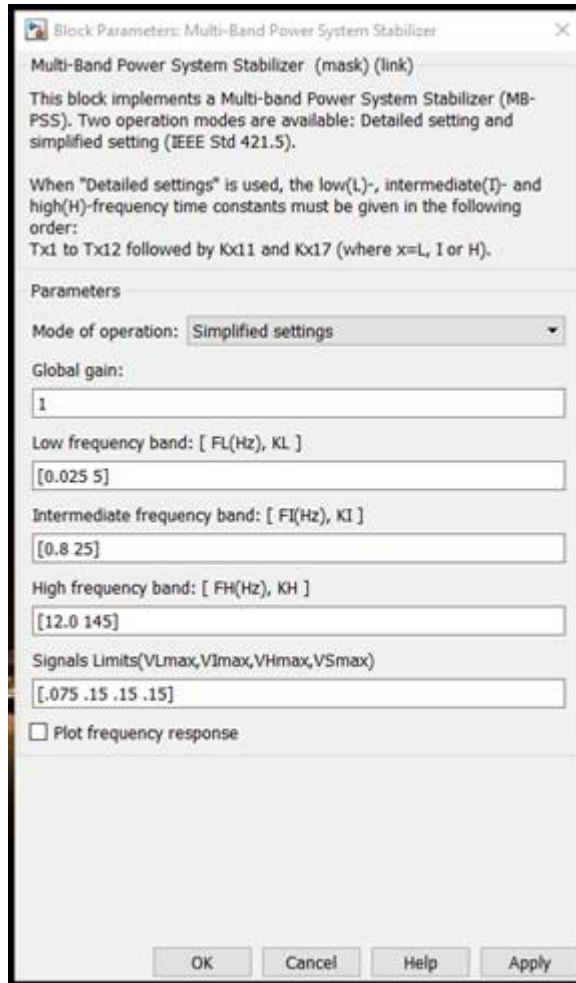 Block Parameters: Multi-Band Power System Stabilizer
Multi-Band Power System Stabilizer (mask) (link)
This block implements a Multi-band Power System Stabilizer (MB-
PSS). Two operation modes are available: Detailed setting and
simplified setting (IEEE Std 421.5).
When "Detailed settings" is used, the low(L)-, intermediate(I)- and
high(H)-frequency time constants must be given in the following
order:
Tx1 to Tx12 followed by Kx11 and Kx17 (where x=L, I or H).
Parameters
Mode of operation: Simplified settings
Global gain:
1
Low frequency band: [ FL(Hz), KL ]
[0.025 5]
Intermediate frequency band: [ FI(Hz), KI ]
[0.8 25]
High frequency band: [ FH(Hz), KH ]
[12.0 145]
Signals Limits(VLmax,VImax,VHmax,VSmax)
[.075 .15 .15 .15]
Plot frequency response
OK Cancel Help Apply